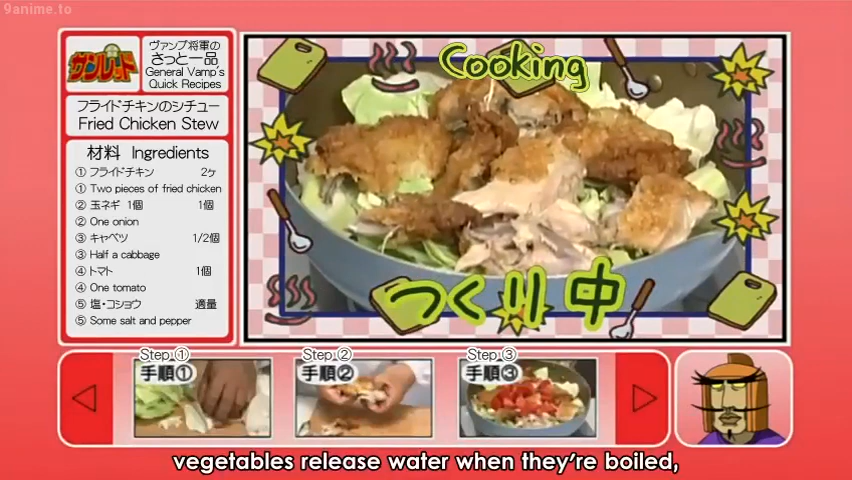 9anime.to
サンレッド
ヴァンプ将軍の
さっと一品
General Vamp's
Quick Recipes
フライドチキンのシチュー
Fried Chicken Stew
材料 Ingredients
① フライドチキン 2ヶ
① Two pieces of fried chicken
② 玉ネギ 1個 1個
② One onion
③ キャベツ 1/2個
③ Half a cabbage
④ トマト 1個
④ One tomato
⑤ 塩・コショウ 適量
⑤ Some salt and pepper
Cooking
つくり中
Step ① Step ② Step ③
手順① 手順② 手順③
vegetables release water when they're boiled,